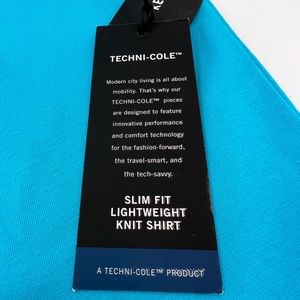 TECHNI-COLE™
Modern city living is all about
mobility. That's why our
TECHNI-COLE™ pieces
are designed to feature
innovative performance
and comfort technology
for the fashion-forward,
the travel-smart, and
the tech-savvy.
SLIM FIT
LIGHTWEIGHT
KNIT SHIRT
A TECHNI-COLE™ PRODUCT